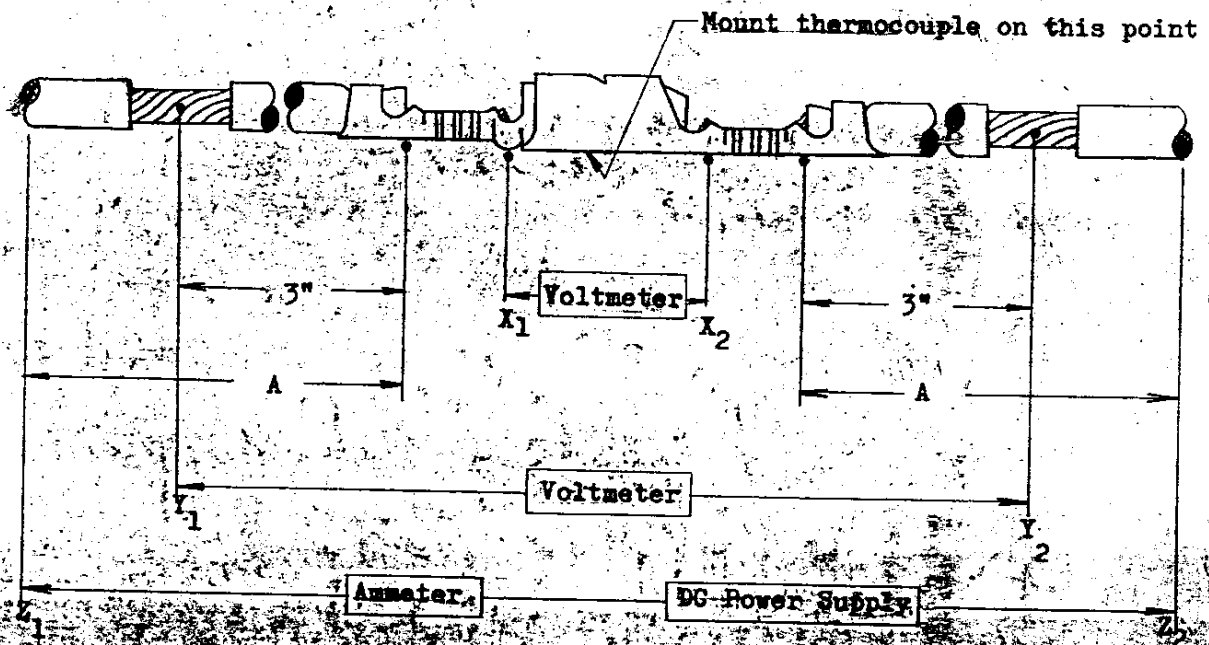 Mount thermocouple on this point
3"
Voltmeter
3"
X1
X2
A
A
Voltmeter
Y1
Y2
Ammeter
DC Power Supply
Z1
Z2